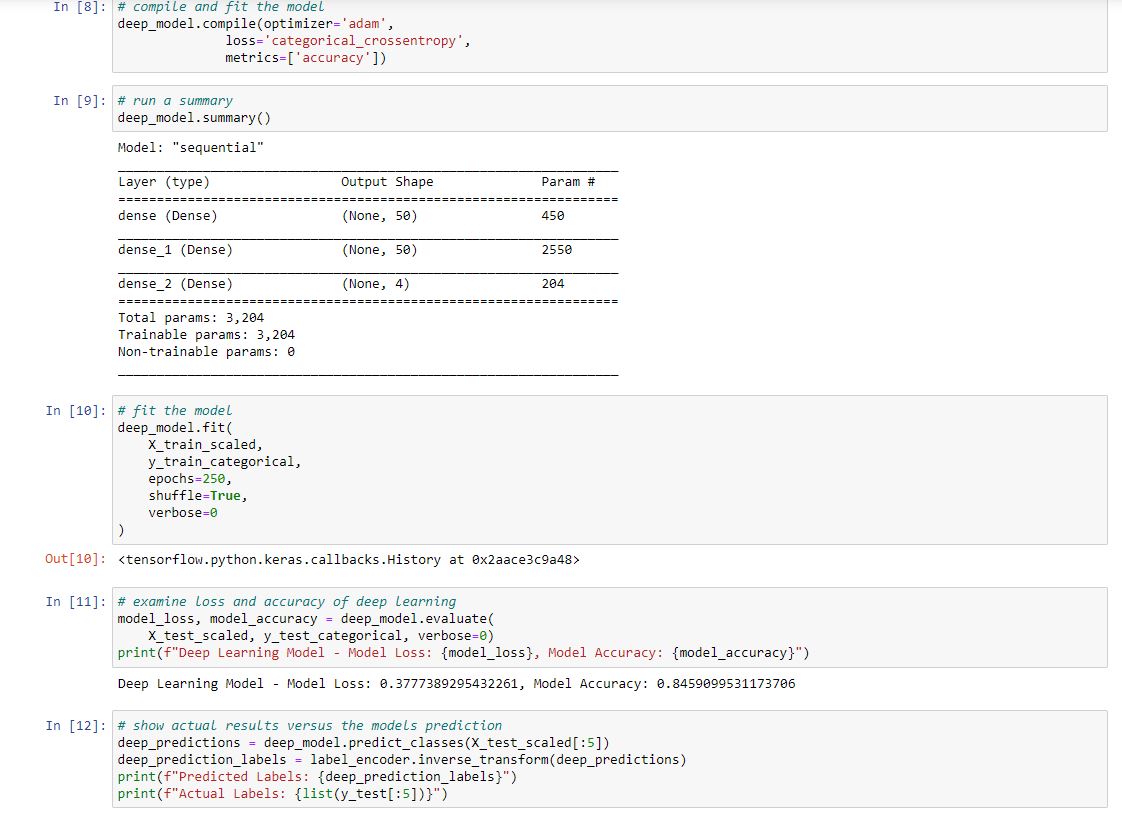 In [8]: # compile and fit the model
deep_model.compile(optimizer='adam',
              loss='categorical_crossentropy',
              metrics=['accuracy'])
In [9]: # run a summary
deep_model.summary()
Model: "sequential"
_________________________________________________________________
Layer (type)                 Output Shape              Param #
=================================================================
dense (Dense)                (None, 50)                450
_________________________________________________________________
dense_1 (Dense)              (None, 50)                2550
_________________________________________________________________
dense_2 (Dense)              (None, 4)                 204
=================================================================
Total params: 3,204
Trainable params: 3,204
Non-trainable params: 0
_________________________________________________________________
In [10]: # fit the model
deep_model.fit(
    X_train_scaled,
    y_train_categorical,
    epochs=250,
    shuffle=True,
    verbose=0
)
Out[10]: <tensorflow.python.keras.callbacks.History at 0x2aace3c9a48>
In [11]: # examine loss and accuracy of deep learning
model_loss, model_accuracy = deep_model.evaluate(
    X_test_scaled, y_test_categorical, verbose=0)
print(f"Deep Learning Model - Model Loss: {model_loss}, Model Accuracy: {model_accuracy}")
Deep Learning Model - Model Loss: 0.3777389295432261, Model Accuracy: 0.8459099531173706
In [12]: # show actual results versus the models prediction
deep_predictions = deep_model.predict_classes(X_test_scaled[:5])
deep_prediction_labels = label_encoder.inverse_transform(deep_predictions)
print(f"Predicted Labels: {deep_prediction_labels}")
print(f"Actual Labels: {list(y_test[:5])}")